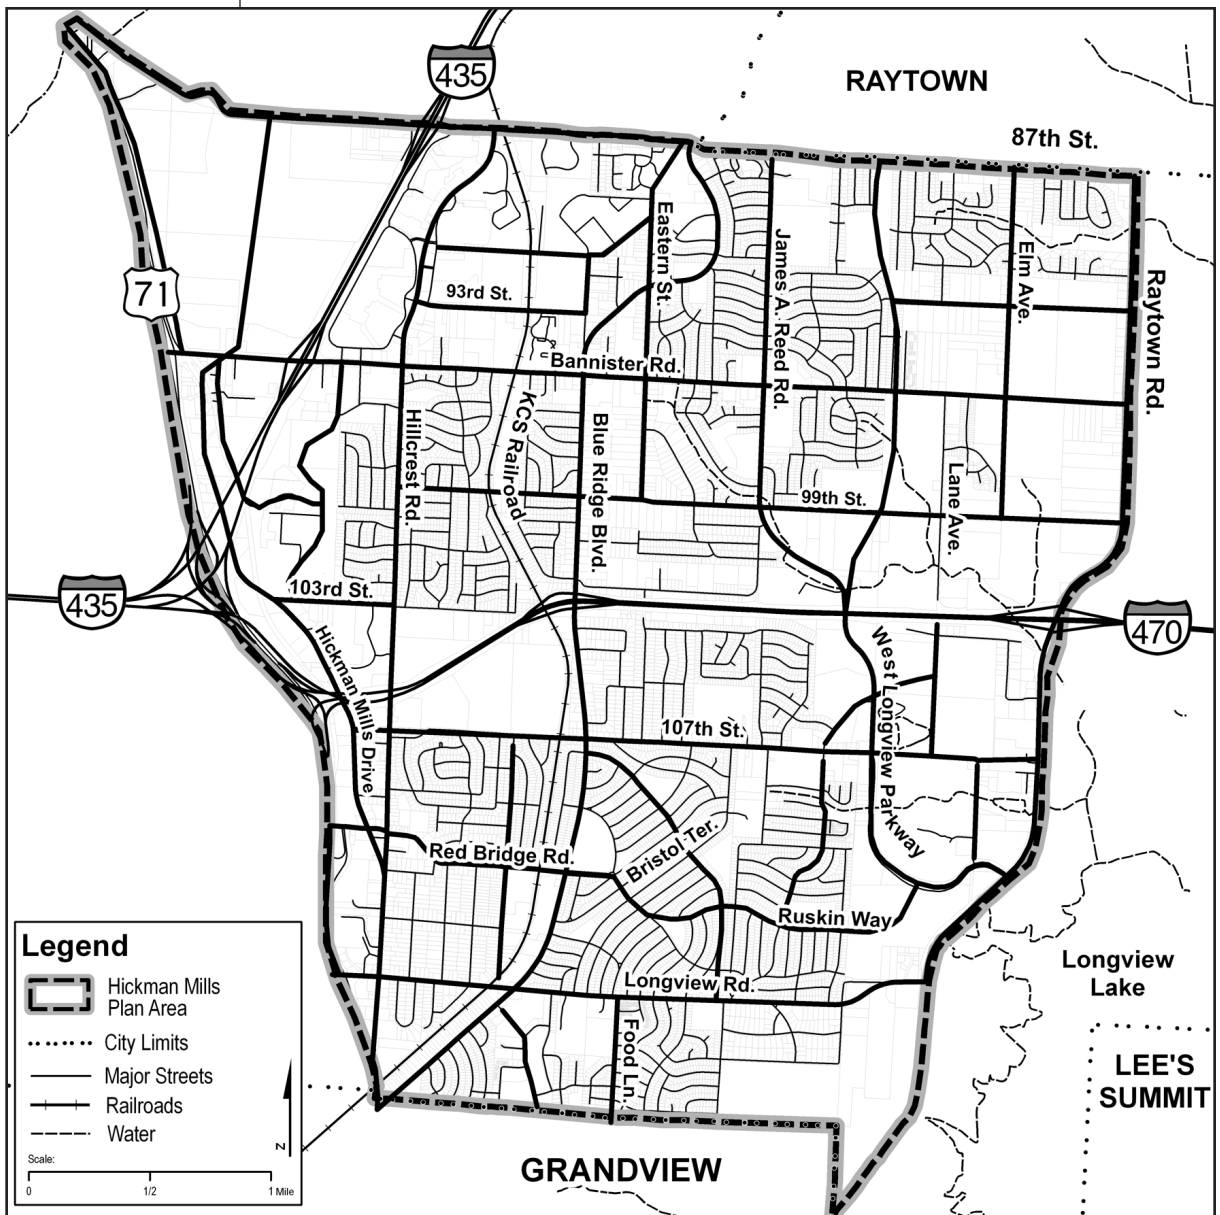 435
RAYTOWN
87th St.
Eastern St.
James A. Reed Rd.
Elm Ave.
Raytown Rd.
71
93rd St.
Bannister Rd.
KCS Railroad
Hillcrest Rd.
Blue Ridge Blvd.
99th St.
Lane Ave.
435
103rd St.
470
Hickman Mills Drive
West Longview Parkway
107th St.
Bristol Ter.
Red Bridge Rd.
Ruskin Way
Longview Rd.
Longview
Lake
Food Ln.
LEE'S
SUMMIT
GRANDVIEW
Legend
Hickman Mills
Plan Area
City Limits
Major Streets
Railroads
Water
N
Scale:
0 1/2 1 Mile